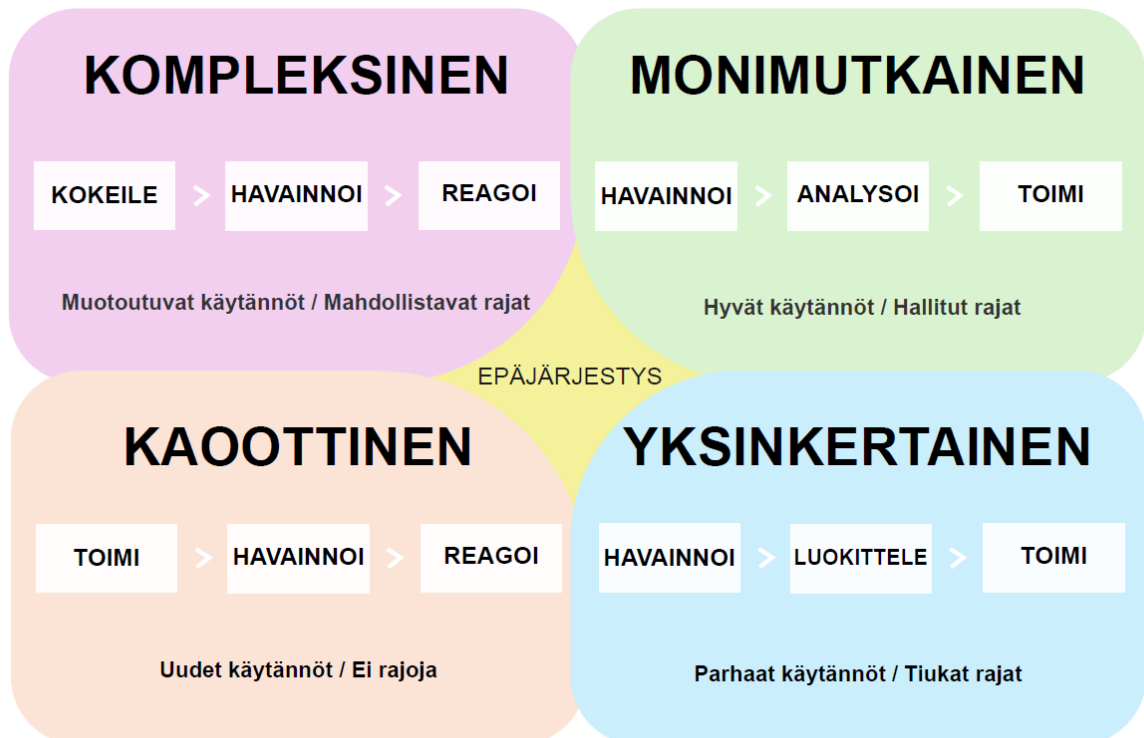 KOMPLEKSINEN
KOKEILE > HAVAINNOI > REAGOI
Muotoutuvat käytännöt / Mahdollistavat rajat
MONIMUTKAINEN
HAVAINNOI > ANALYSOI > TOIMI
Hyvät käytännöt / Hallitut rajat
EPÄJÄRJESTYS
KAOOTTINEN
TOIMI > HAVAINNOI > REAGOI
Uudet käytännöt / Ei rajoja
YKSINKERTAINEN
HAVAINNOI > LUOKITTELE > TOIMI
Parhaat käytännöt / Tiukat rajat